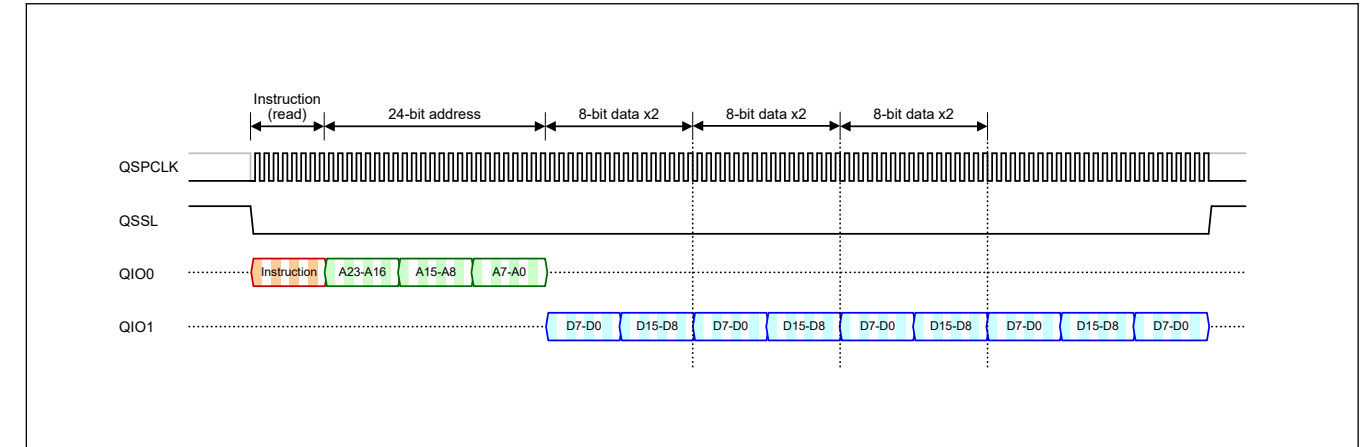 Instruction
(read)
24-bit address
8-bit data x2
8-bit data x2
8-bit data x2
QSPCLK
QSSL
QIO0
Instruction
A23-A16
A15-A8
A7-A0
QIO1
D7-D0
D15-D8
D7-D0
D15-D8
D7-D0
D15-D8
D7-D0
D15-D8
D7-D0